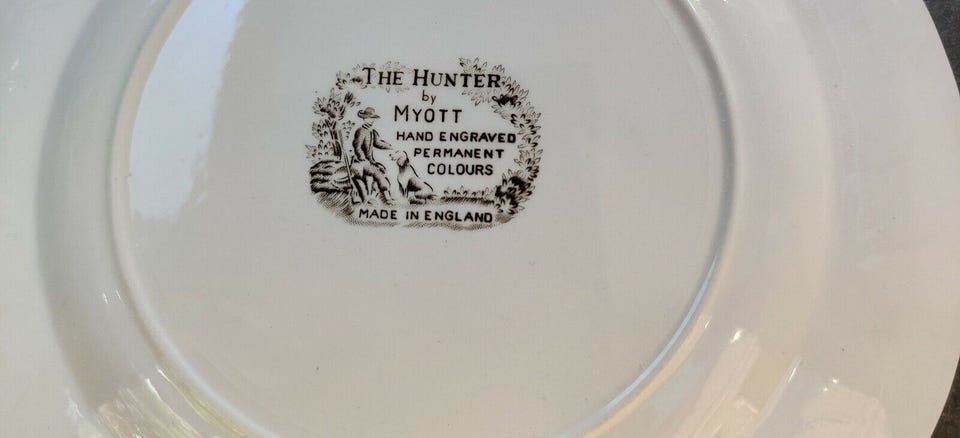 THE HUNTER
by
MYOTT
HAND ENGRAVED
PERMANENT
COLOURS
MADE IN ENGLAND